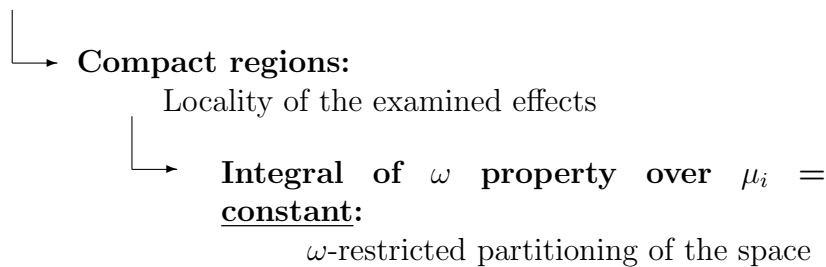 Compact regions:
Locality of the examined effects
Integral of ω property over μᵢ =
constant:
ω-restricted partitioning of the space